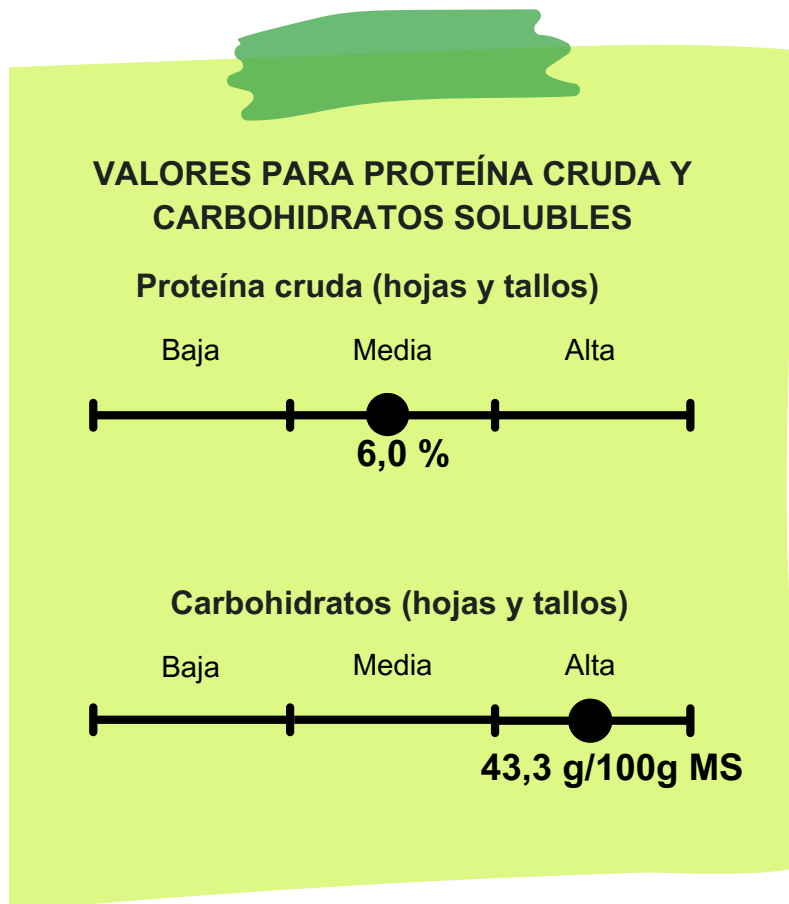 VALORES PARA PROTEÍNA CRUDA Y
CARBOHIDRATOS SOLUBLES
Proteína cruda (hojas y tallos)
Baja Media Alta
6,0 %
Carbohidratos (hojas y tallos)
Baja Media Alta
43,3 g/100g MS